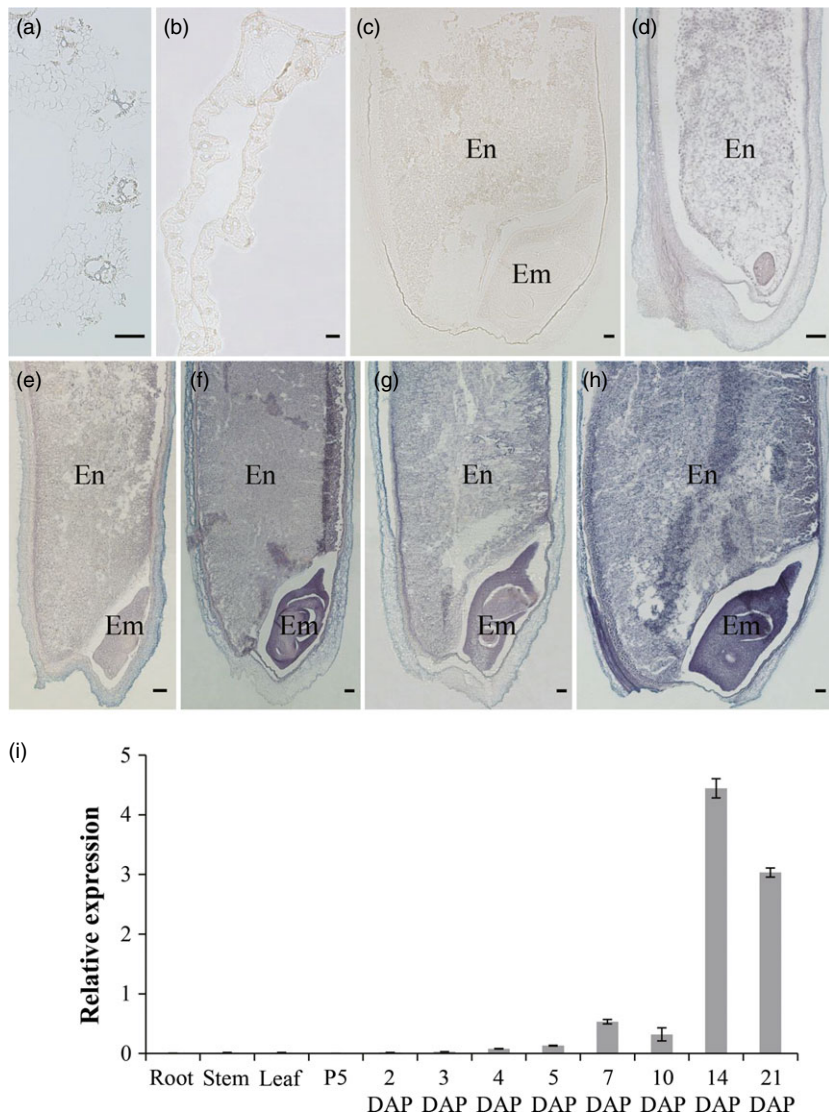 (a)
(b)
(c)
(d)
En
Em
En
(e)
(f)
(g)
(h)
En
Em
En
Em
En
Em
En
Em
(i)
5
4
3
2
1
0
Relative expression
Root Stem Leaf P5 2 3 4 5 7 10 14 21
DAP DAP DAP DAP DAP DAP DAP DAP